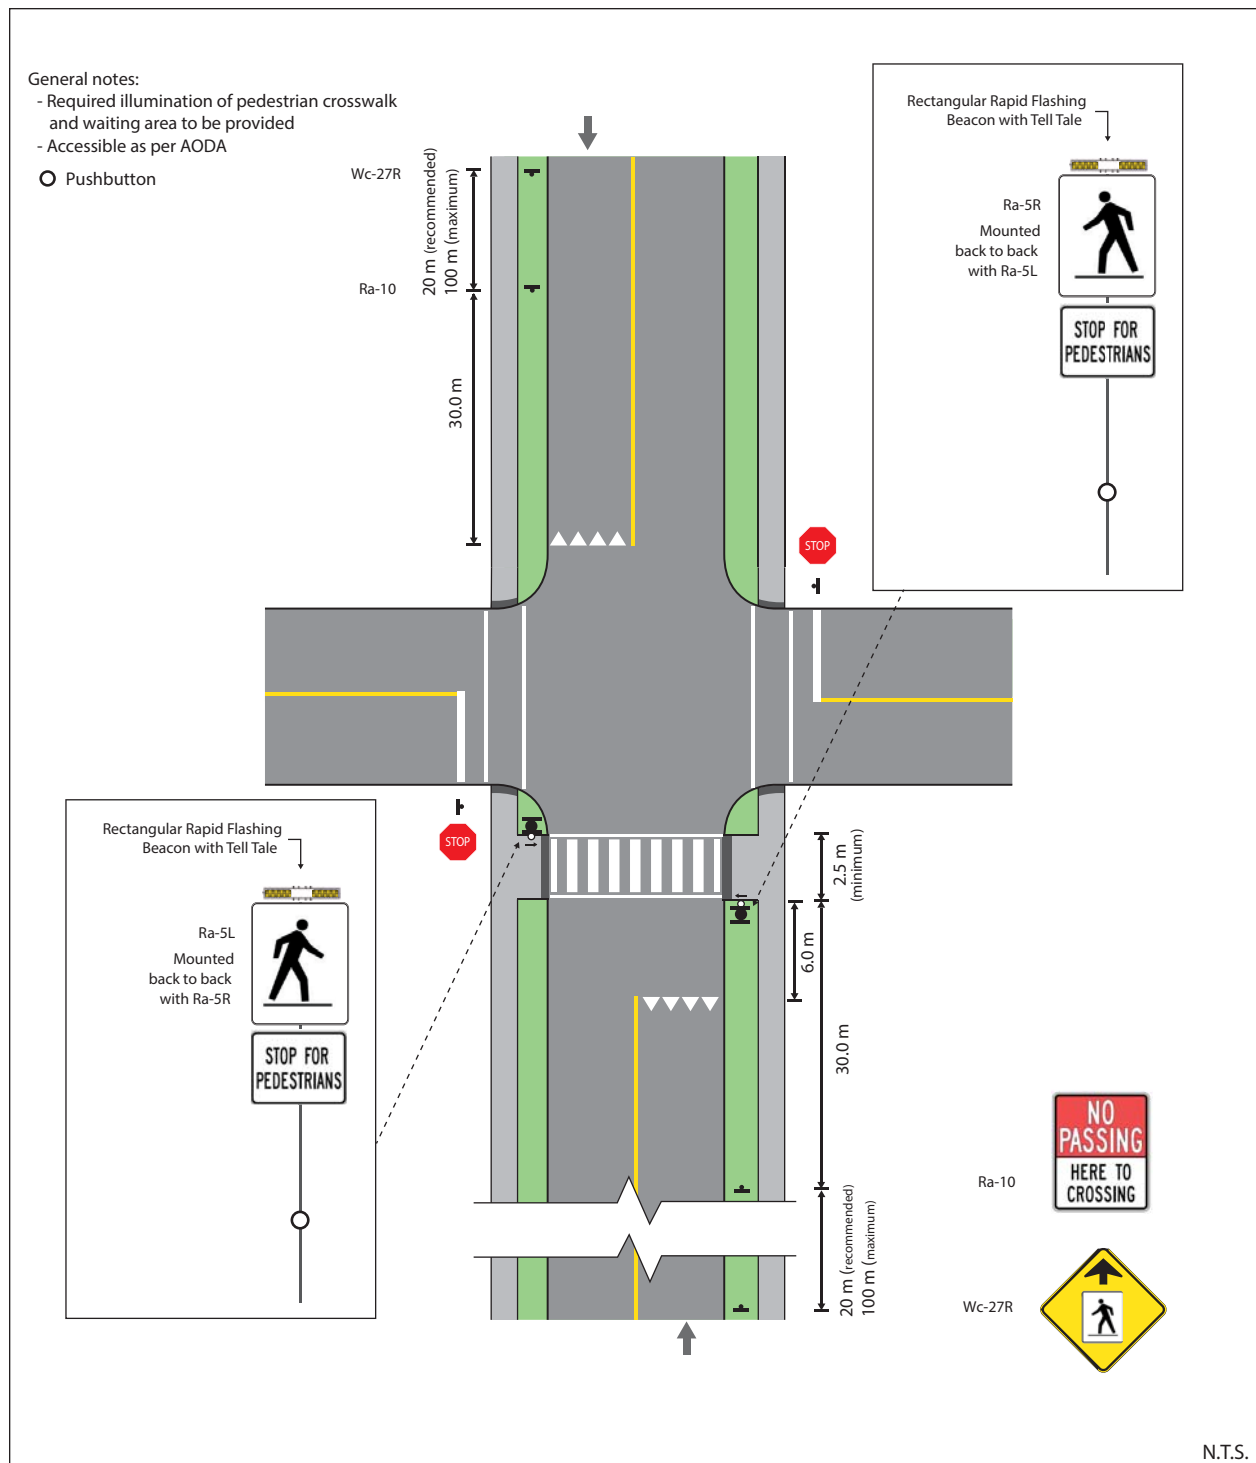 General notes:
- Required illumination of pedestrian crosswalk
and waiting area to be provided
- Accessible as per AODA
Pushbutton
Wc-27R
20 m (recommended)
100 m (maximum)
Ra-10
30.0 m
Rectangular Rapid Flashing
Beacon with Tell Tale
Ra-5R
Mounted
back to back
with Ra-5L
STOP FOR
PEDESTRIANS
STOP
STOP
Rectangular Rapid Flashing
Beacon with Tell Tale
Ra-5L
Mounted
back to back
with Ra-5R
STOP FOR
PEDESTRIANS
2.5 m
(minimum)
6.0 m
30.0 m
20 m (recommended)
100 m (maximum)
Ra-10
NO
PASSING
HERE TO
CROSSING
Wc-27R
N.T.S.